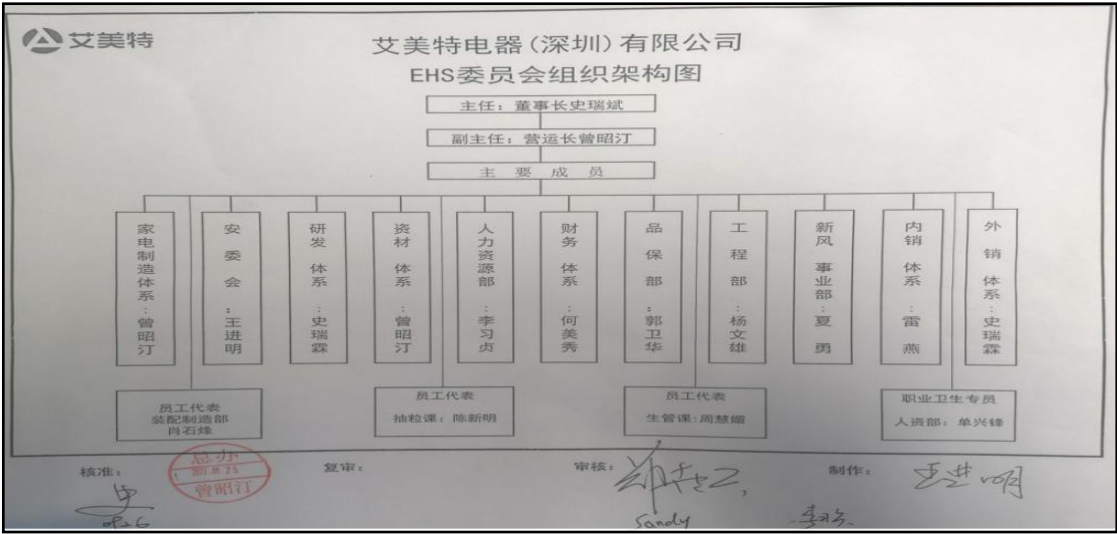 艾美特
艾美特电器(深圳)有限公司
EHS委员会组织架构图
主任：董事长史瑞斌
副主任：营运长曾昭汀
主 要 成 员
家电制造体系：曾昭汀
安委会：王进明
研发体系：史瑞霖
资材体系：曾昭汀
人力资源部：李习贞
财务体系：何美秀
品保部：郭卫华
工程部：杨文雄
新风事业部：夏勇
内销体系：雷燕
外销体系：史瑞霖
员工代表
装配制造部
肖石烽
员工代表
抽粒课：陈新明
员工代表
生管课：周慧媚
职业卫生专员
人资部：单兴锋
核准：
总办
曾昭汀
复审：
审核：
Sandy
制作：
王进明